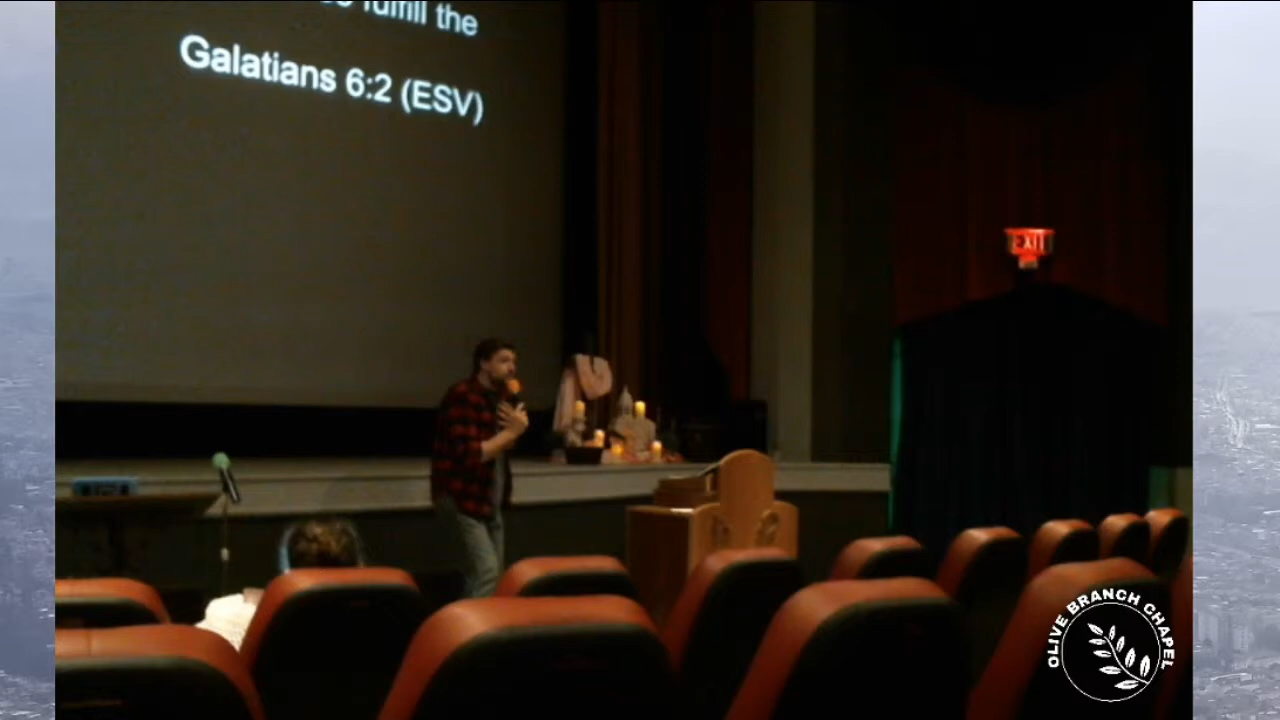 fulfill the
Galatians 6:2 (ESV)
EXIT
OLIVE BRANCH CHAPEL